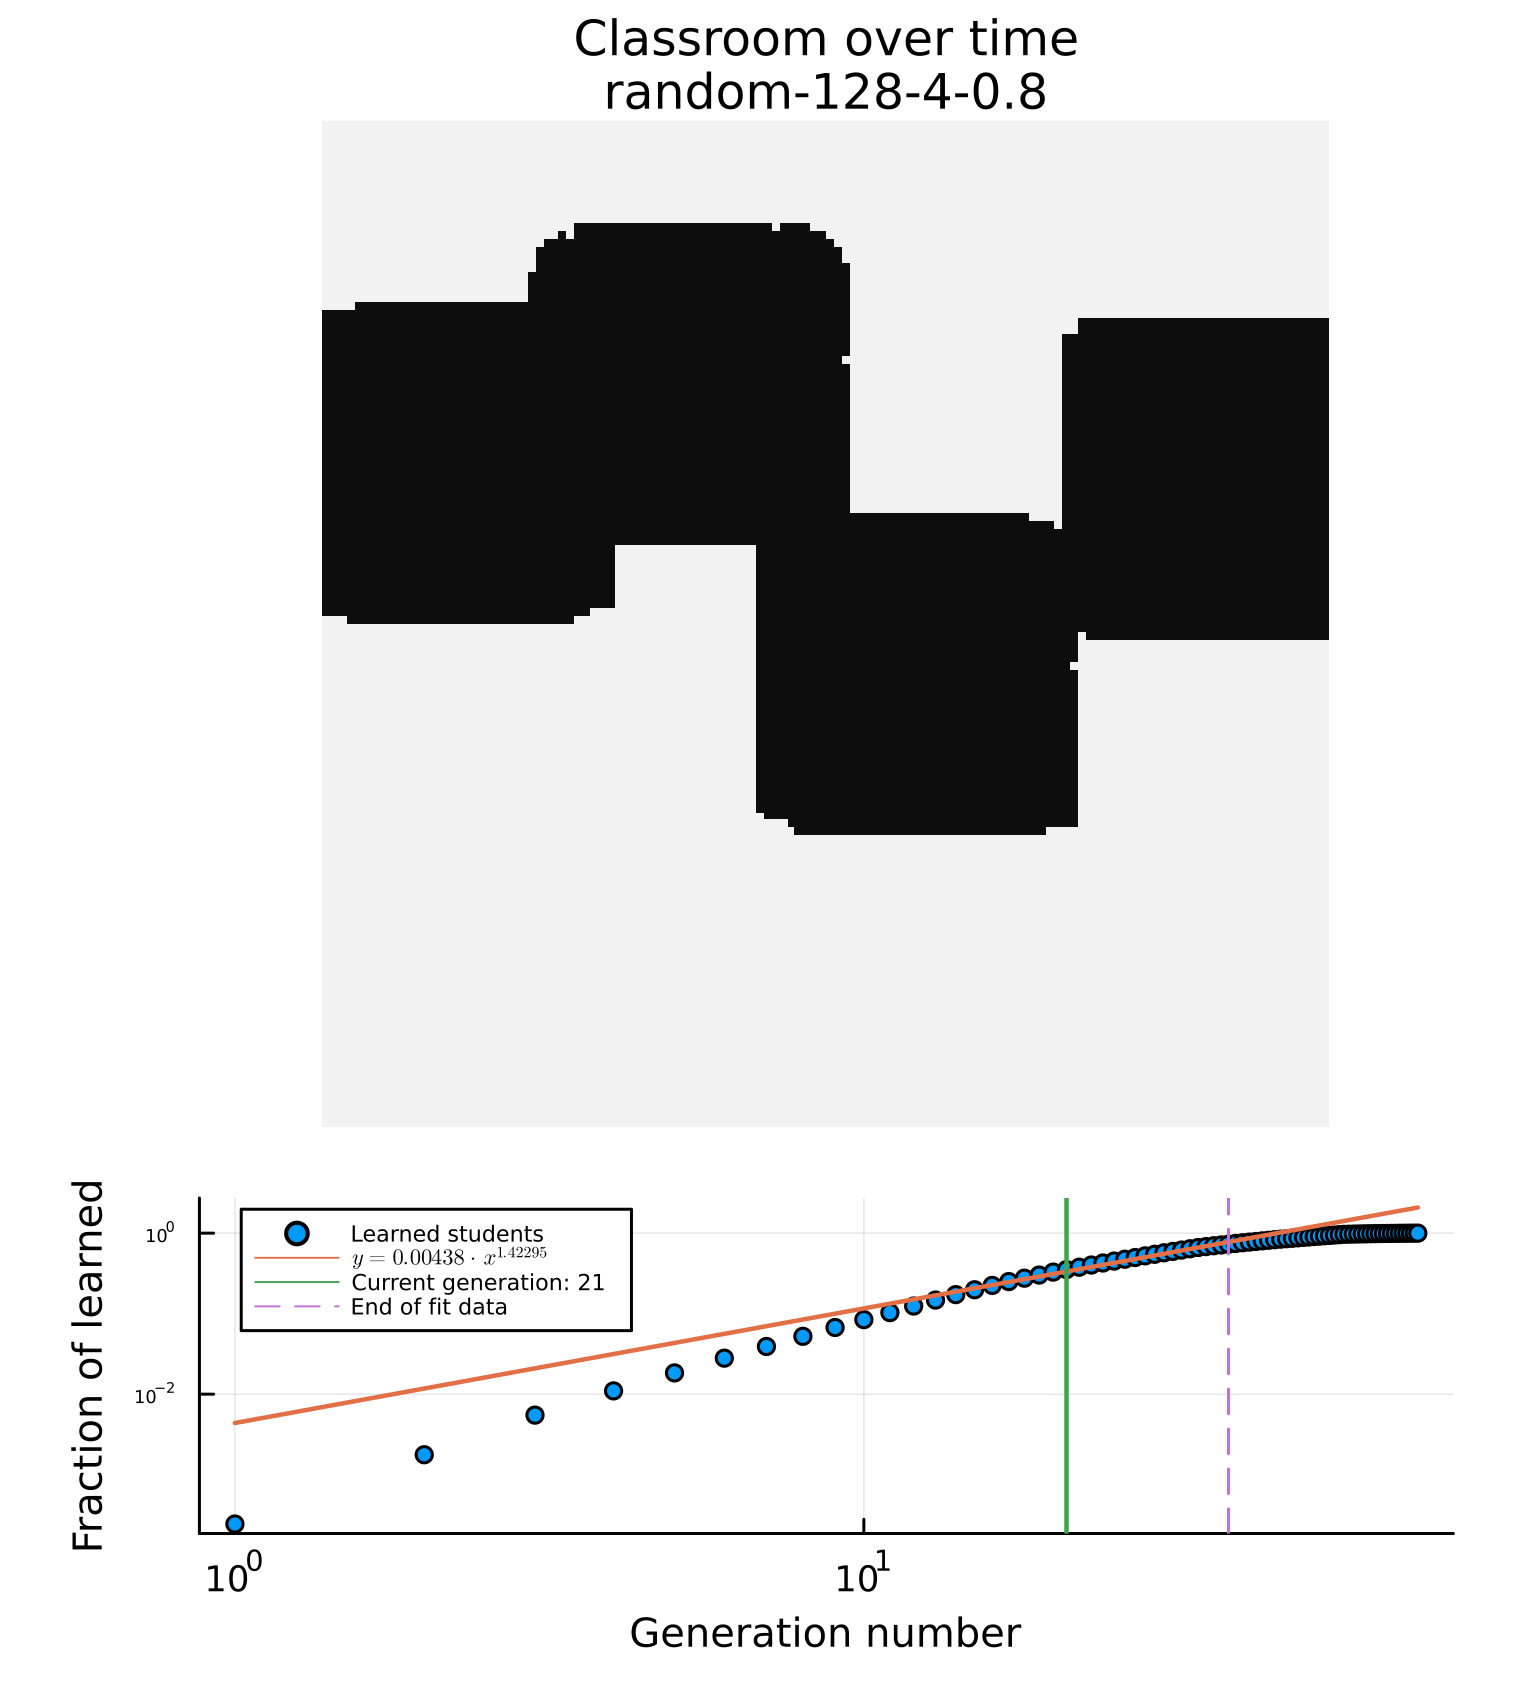 Classroom over time
random-128-4-0.8
Fraction of learned
10^0
10^-2
Learned students
y = 0.00438 · x^1.42295
Current generation: 21
End of fit data
10^0
10^1
Generation number